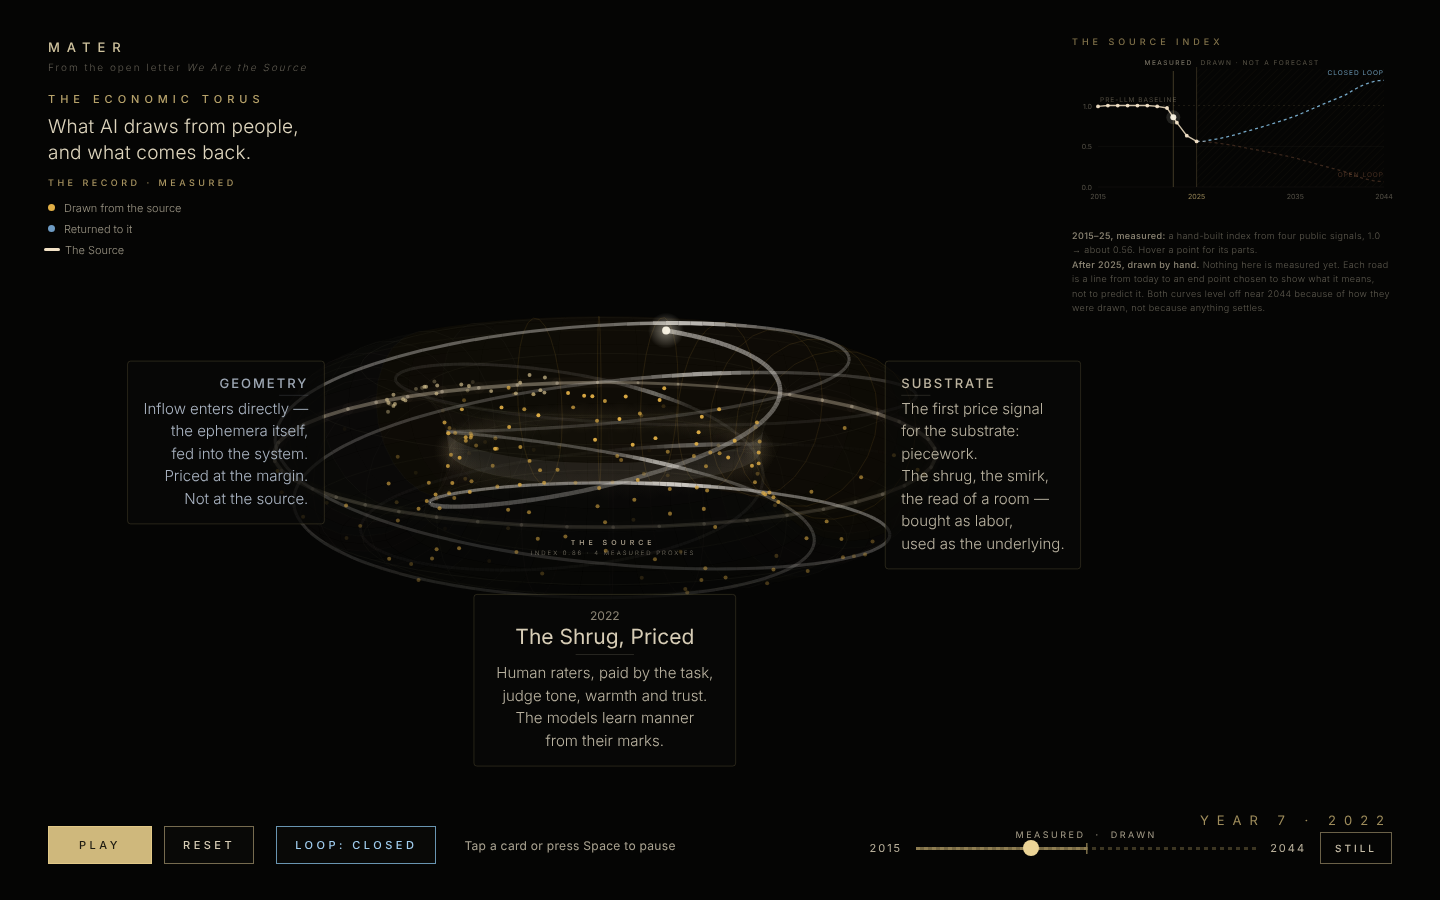 MATER
From the open letter We Are the Source
THE ECONOMIC TORUS
What AI draws from people,
and what comes back.
THE RECORD · MEASURED
Drawn from the source
Returned to it
The Source
THE SOURCE INDEX
MEASURED DRAWN · NOT A FORECAST
CLOSED LOOP
PRE-LLM BASELINE
1.0
0.5
OPEN LOOP
0.0
2015 2025 2035 2044
2015–25, measured: a hand-built index from four public signals, 1.0
→ about 0.56. Hover a point for its parts.
After 2025, drawn by hand. Nothing here is measured yet. Each road
is a line from today to an end point chosen to show what it means,
not to predict it. Both curves level off near 2044 because of how they
were drawn, not because anything settles.
GEOMETRY
Inflow enters directly —
the ephemera itself,
fed into the system.
Priced at the margin.
Not at the source.
SUBSTRATE
The first price signal
for the substrate:
piecework.
The shrug, the smirk,
the read of a room —
bought as labor,
used as the underlying.
THE SOURCE
4 MEASURED PROXIES
2022
The Shrug, Priced
Human raters, paid by the task,
judge tone, warmth and trust.
The models learn manner
from their marks.
PLAY
RESET
LOOP: CLOSED
Tap a card or press Space to pause
YEAR 7 · 2022
MEASURED · DRAWN
2015
2044
STILL